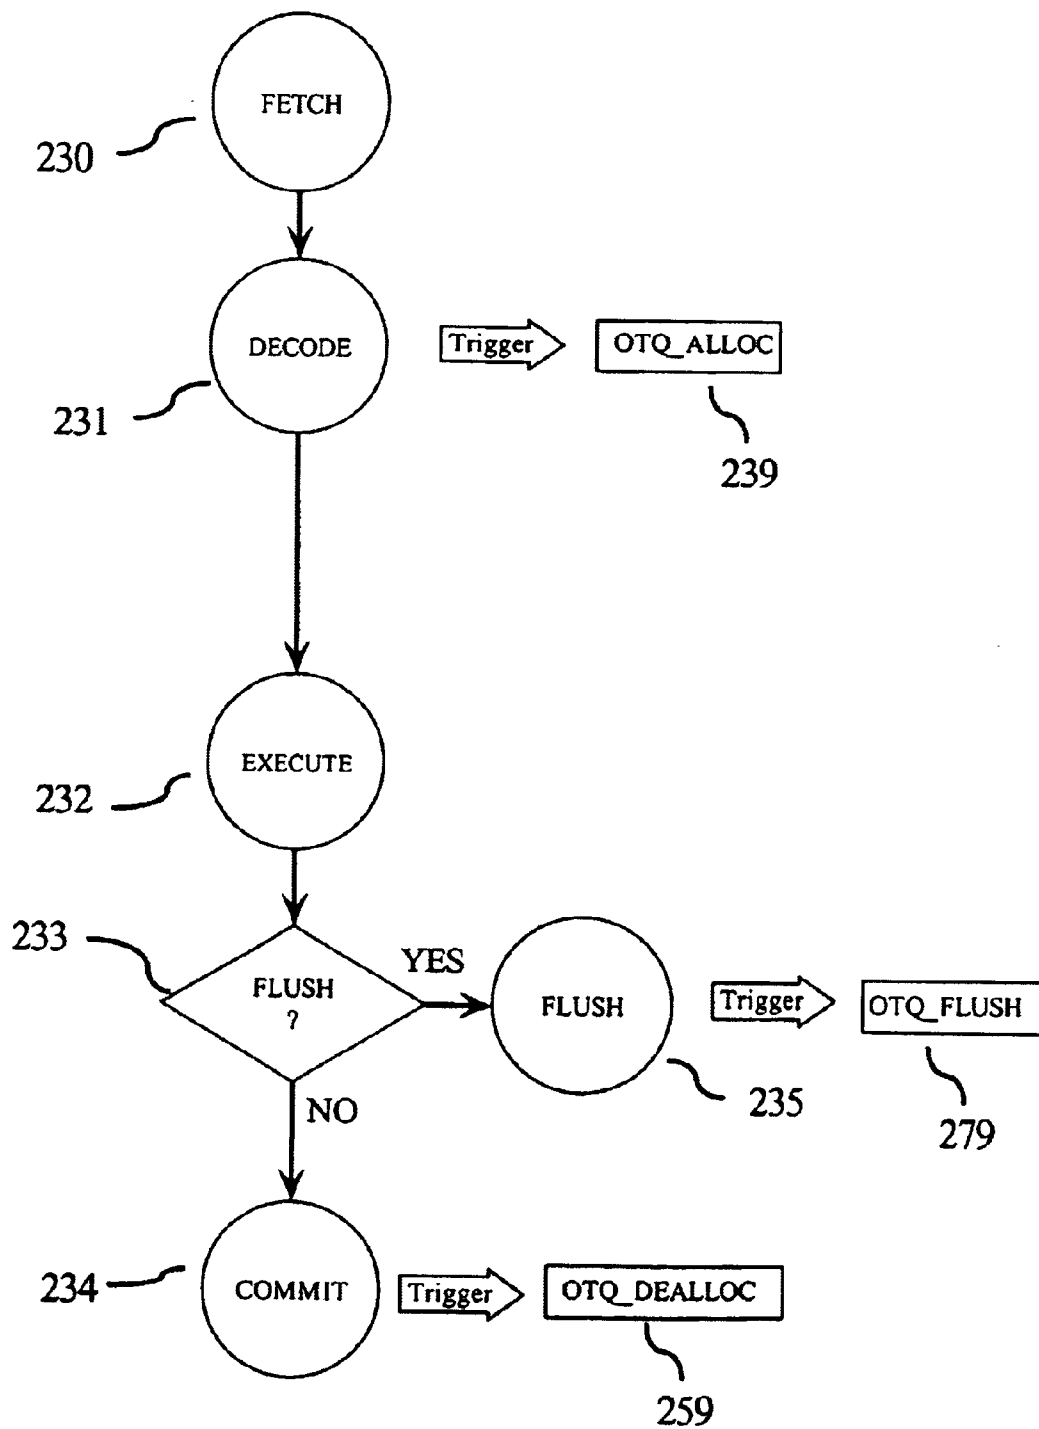 FETCH
230
DECODE
Trigger
OTQ_ALLOC
231
239
EXECUTE
232
233
YES
FLUSH
?
FLUSH
Trigger
OTQ_FLUSH
235
279
NO
234
COMMIT
Trigger
OTQ_DEALLOC
259